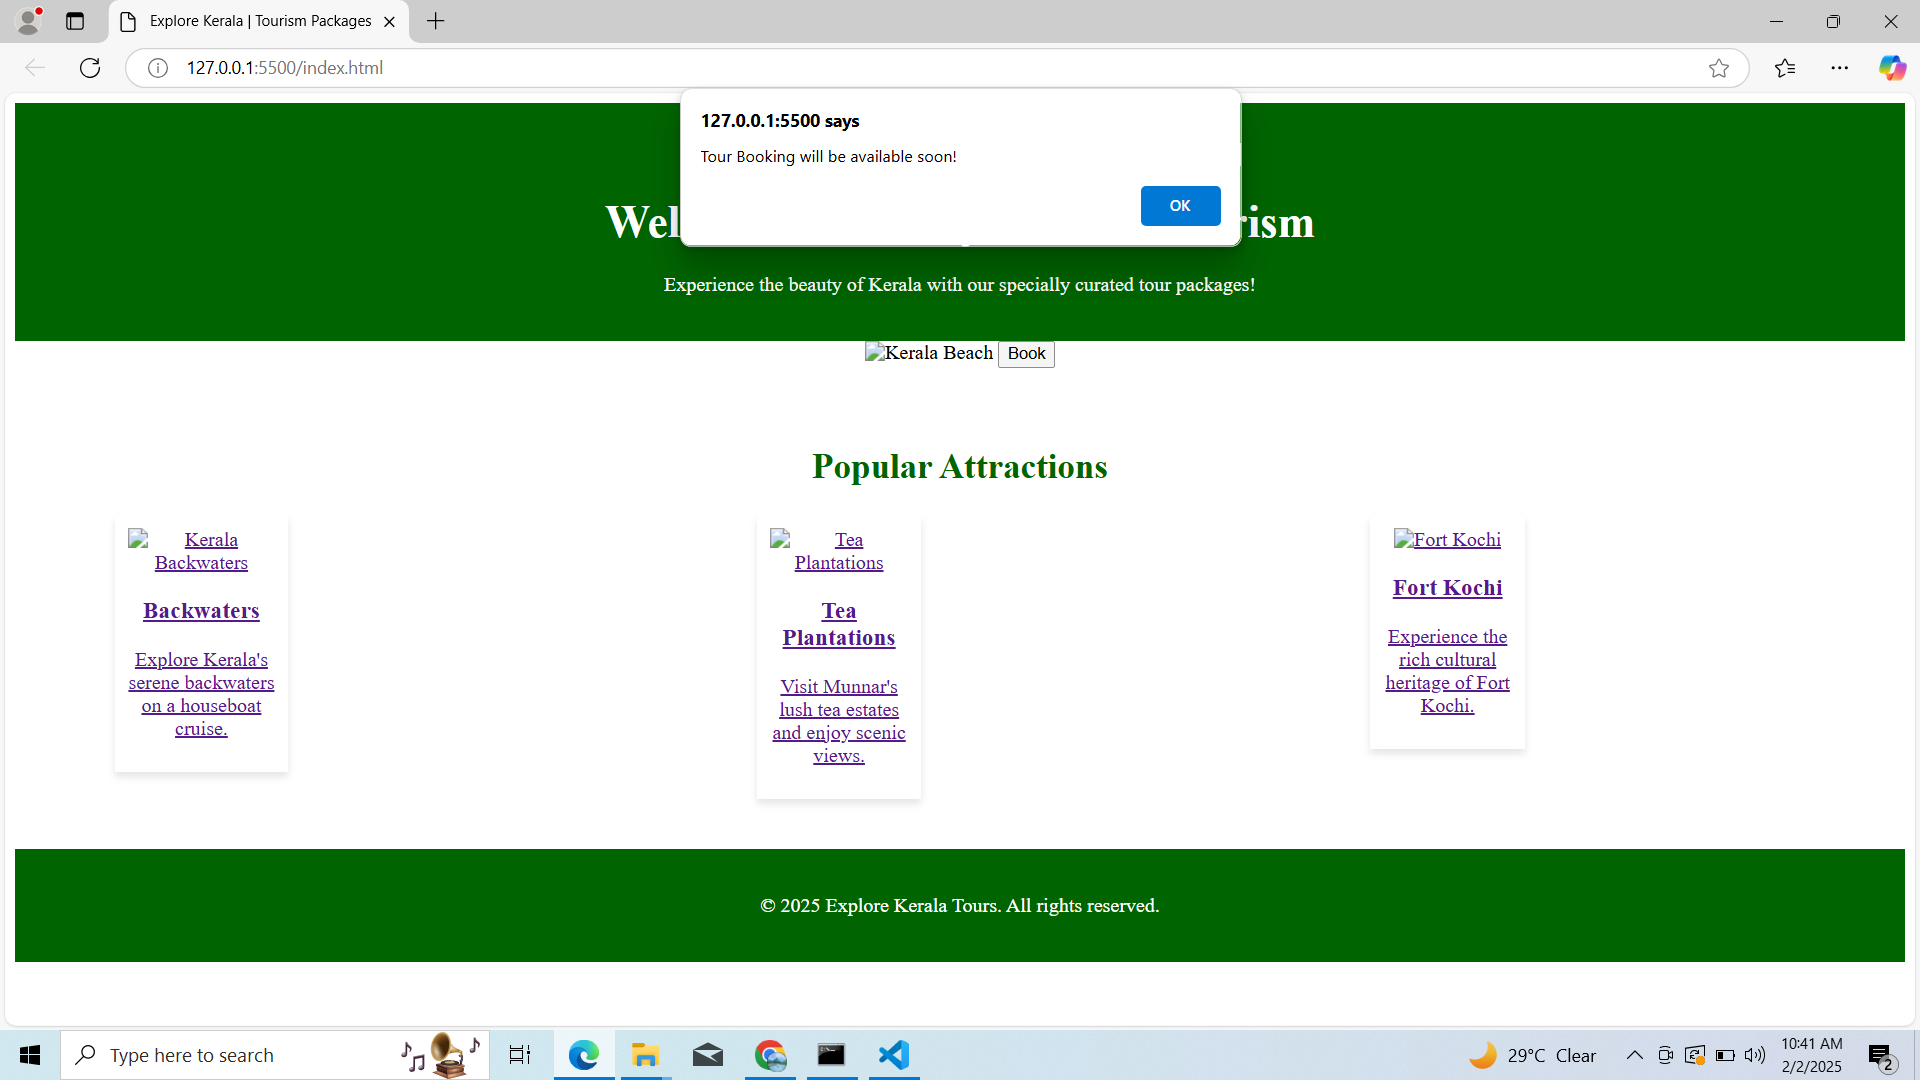 Explore Kerala | Tourism Packages
127.0.0.1:5500/index.html
127.0.0.1:5500 says
Tour Booking will be available soon!
OK
Experience the beauty of Kerala with our specially curated tour packages!
Kerala Beach Book
Popular Attractions
Kerala
Backwaters
Backwaters
Explore Kerala's
serene backwaters
on a houseboat
cruise.
Tea
Plantations
Tea
Plantations
Visit Munnar's
lush tea estates
and enjoy scenic
views.
Fort Kochi
Fort Kochi
Experience the
rich cultural
heritage of Fort
Kochi.
© 2025 Explore Kerala Tours. All rights reserved.
Type here to search
29°C Clear
10:41 AM
2/2/2025
2